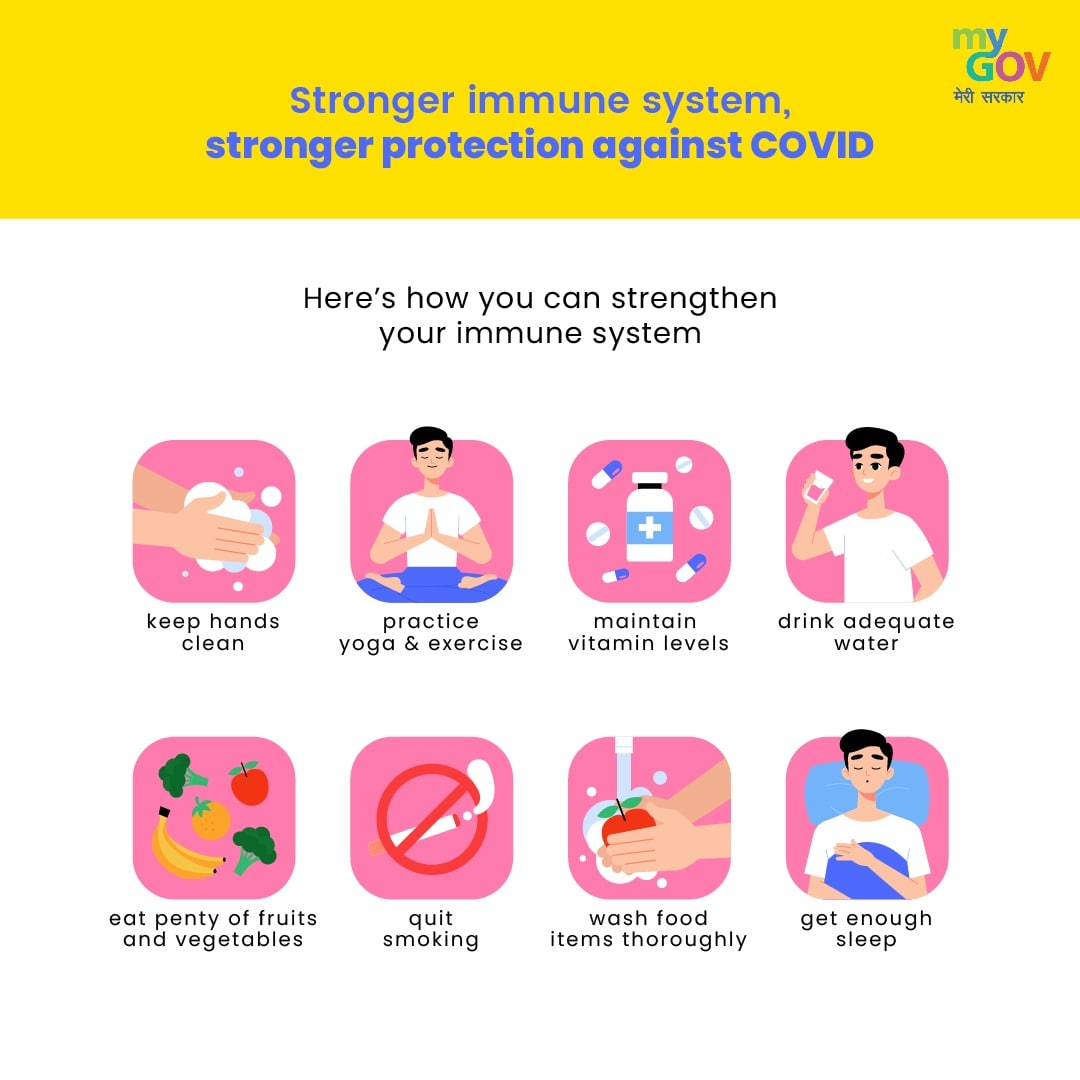 my
GOV
मेरी सरकार
Stronger immune system,
stronger protection against COVID
Here’s how you can strengthen
your immune system
keep hands
clean
practice
yoga & exercise
maintain
vitamin levels
drink adequate
water
eat penty of fruits
and vegetables
quit
smoking
wash food
items thoroughly
get enough
sleep